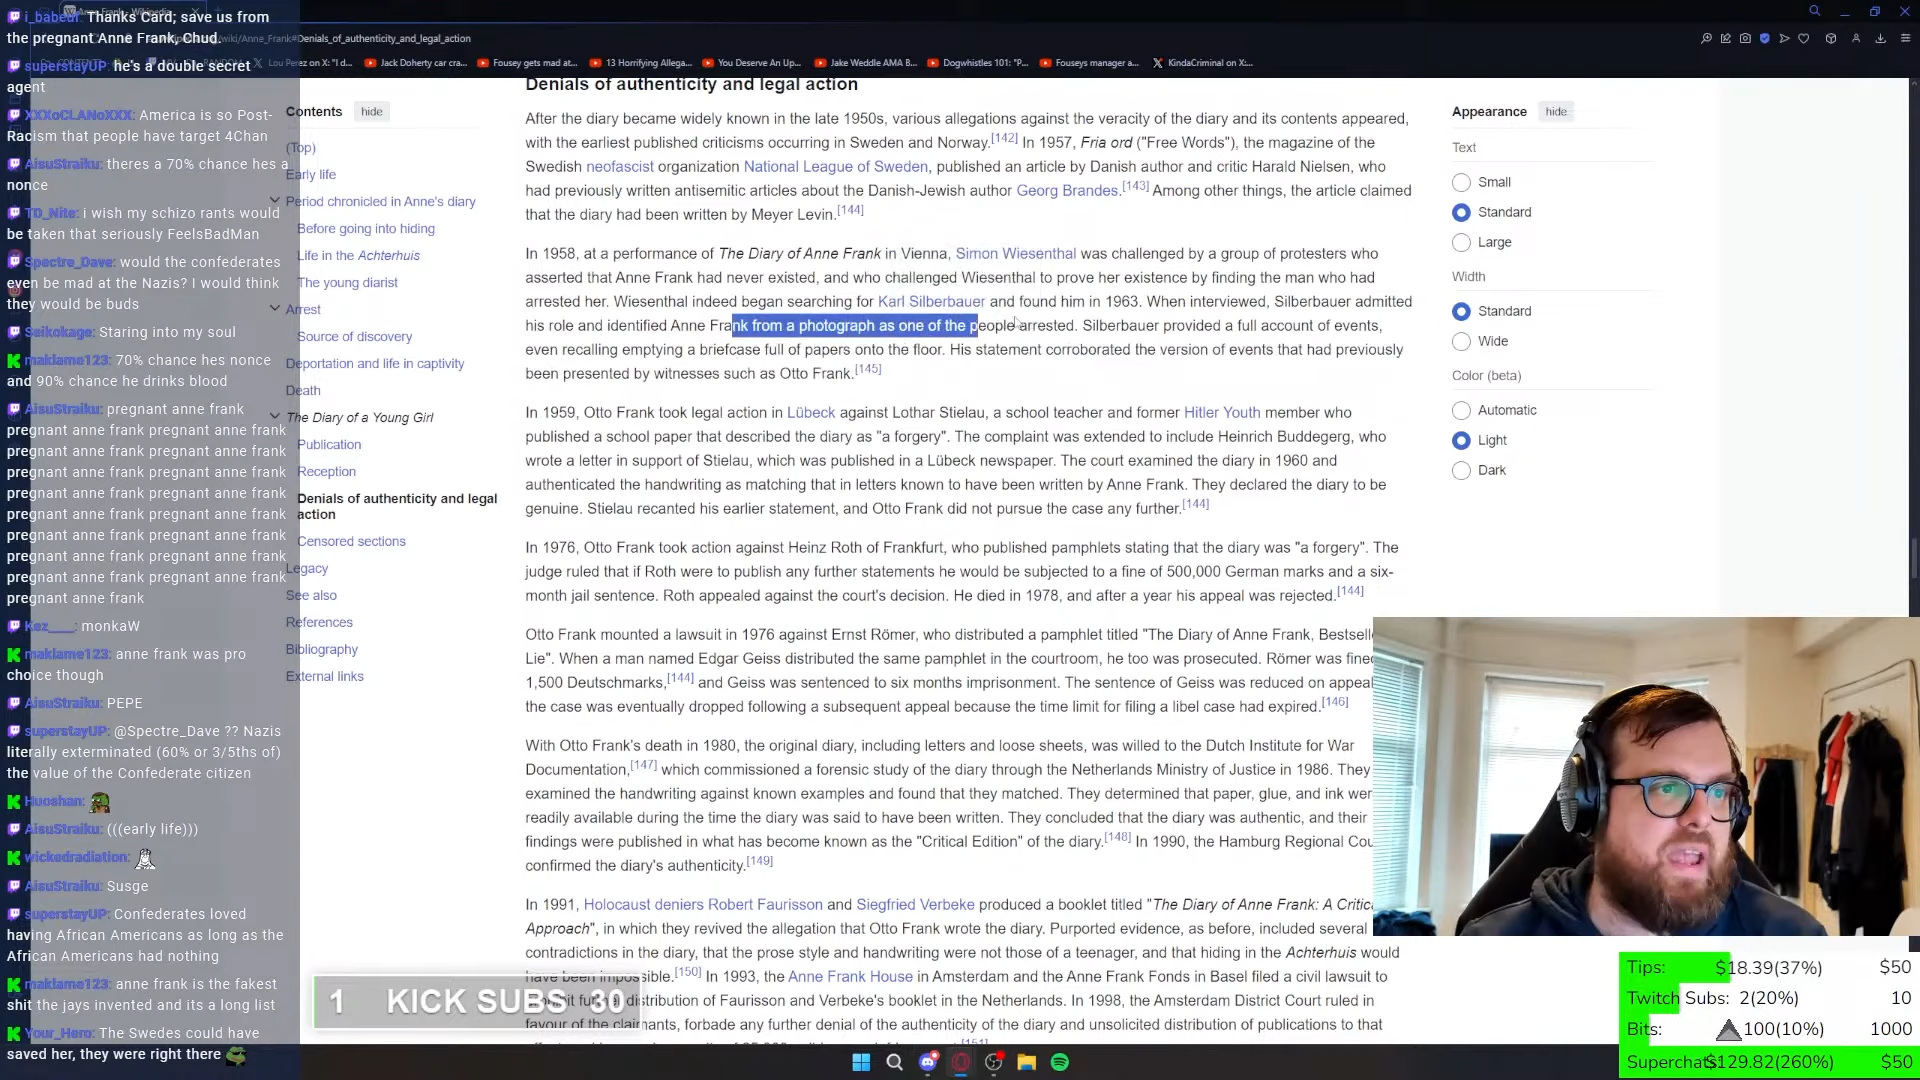 i_babedr Thanks Card; save us from
the pregnant Anne Frank, Chud.
superstayUP: he's a double secret
agent
XXXoCLANoXXX: America is so Post-
Racism that people have target 4Chan
AisuStraiku: theres a 70% chance hes a
nonce
TD_Nite: i wish my schizo rants would
be taken that seriously FeelsBadMan
Spectre_Dave: would the confederates
even be mad at the Nazis? I would think
they would be buds
Seikokage: Staring into my soul
maklame123: 70% chance hes nonce
and 90% chance he drinks blood
AisuStraiku: pregnant anne frank
pregnant anne frank pregnant anne frank
pregnant anne frank pregnant anne frank
pregnant anne frank pregnant anne frank
pregnant anne frank pregnant anne frank
pregnant anne frank pregnant anne frank
pregnant anne frank pregnant anne frank
pregnant anne frank pregnant anne frank
pregnant anne frank pregnant anne frank
pregnant anne frank
Kez____: monkaW
maklame123: anne frank was pro
choice though
AisuStraiku: PEPE
superstayUP: @Spectre_Dave ?? Nazis
literally exterminated (60% or 3/5ths of)
the value of the Confederate citizen
Huoshan:
AisuStraiku: (((early life)))
wickedradiation:
AisuStraiku: Susge
superstayUP: Confederates loved
having African Americans as long as the
African Americans had nothing
maklame123: anne frank is the fakest
shit the jays invented and its a long list
Your_Hero: The Swedes could have
saved her, they were right there
/wiki/Anne_Frank#Denials_of_authenticity_and_legal_action
Lou Perez on X: "I d...
Jack Doherty car cra...
Fousey gets mad at...
13 Horrifying Allega...
You Deserve An Up...
Jake Weddle AMA B...
Dogwhistles 101: "P...
Fouseys manager a...
KindaCriminal on X:...
Contents hide
(Top)
Early life
Period chronicled in Anne's diary
Before going into hiding
Life in the Achterhuis
The young diarist
Arrest
Source of discovery
Deportation and life in captivity
Death
The Diary of a Young Girl
Publication
Reception
Denials of authenticity and legal
action
Censored sections
Legacy
See also
References
Bibliography
External links
Denials of authenticity and legal action
After the diary became widely known in the late 1950s, various allegations against the veracity of the diary and its contents appeared,
with the earliest published criticisms occurring in Sweden and Norway.[142] In 1957, Fria ord ("Free Words"), the magazine of the
Swedish neofascist organization National League of Sweden, published an article by Danish author and critic Harald Nielsen, who
had previously written antisemitic articles about the Danish-Jewish author Georg Brandes.[143] Among other things, the article claimed
that the diary had been written by Meyer Levin.[144]
In 1958, at a performance of The Diary of Anne Frank in Vienna, Simon Wiesenthal was challenged by a group of protesters who
asserted that Anne Frank had never existed, and who challenged Wiesenthal to prove her existence by finding the man who had
arrested her. Wiesenthal indeed began searching for Karl Silberbauer and found him in 1963. When interviewed, Silberbauer admitted
his role and identified Anne Frank from a photograph as one of the people arrested. Silberbauer provided a full account of events,
even recalling emptying a briefcase full of papers onto the floor. His statement corroborated the version of events that had previously
been presented by witnesses such as Otto Frank.[145]
In 1959, Otto Frank took legal action in Lübeck against Lothar Stielau, a school teacher and former Hitler Youth member who
published a school paper that described the diary as "a forgery". The complaint was extended to include Heinrich Buddegerg, who
wrote a letter in support of Stielau, which was published in a Lübeck newspaper. The court examined the diary in 1960 and
authenticated the handwriting as matching that in letters known to have been written by Anne Frank. They declared the diary to be
genuine. Stielau recanted his earlier statement, and Otto Frank did not pursue the case any further.[144]
In 1976, Otto Frank took action against Heinz Roth of Frankfurt, who published pamphlets stating that the diary was "a forgery". The
judge ruled that if Roth were to publish any further statements he would be subjected to a fine of 500,000 German marks and a six-
month jail sentence. Roth appealed against the court's decision. He died in 1978, and after a year his appeal was rejected.[144]
Otto Frank mounted a lawsuit in 1976 against Ernst Römer, who distributed a pamphlet titled "The Diary of Anne Frank, Bestsell
Lie". When a man named Edgar Geiss distributed the same pamphlet in the courtroom, he too was prosecuted. Römer was fined
1,500 Deutschmarks,[144] and Geiss was sentenced to six months imprisonment. The sentence of Geiss was reduced on appeal
the case was eventually dropped following a subsequent appeal because the time limit for filing a libel case had expired.[146]
With Otto Frank's death in 1980, the original diary, including letters and loose sheets, was willed to the Dutch Institute for War
Documentation,[147] which commissioned a forensic study of the diary through the Netherlands Ministry of Justice in 1986. They
examined the handwriting against known examples and found that they matched. They determined that paper, glue, and ink wer
readily available during the time the diary was said to have been written. They concluded that the diary was authentic, and their
findings were published in what has become known as the "Critical Edition" of the diary.[148] In 1990, the Hamburg Regional Cou
confirmed the diary's authenticity.[149]
In 1991, Holocaust deniers Robert Faurisson and Siegfried Verbeke produced a booklet titled "The Diary of Anne Frank: A Critic
Approach", in which they revived the allegation that Otto Frank wrote the diary. Purported evidence, as before, included several
contradictions in the diary, that the prose style and handwriting were not those of a teenager, and that hiding in the Achterhuis would
have been impossible.[150] In 1993, the Anne Frank House in Amsterdam and the Anne Frank Fonds in Basel filed a civil lawsuit to
distribution of Faurisson and Verbeke's booklet in the Netherlands. In 1998, the Amsterdam District Court ruled in
favour of the claimants, forbade any further denial of the authenticity of the diary and unsolicited distribution of publications to that
[151]
Appearance hide
Text
Small
Standard
Large
Width
Standard
Wide
Color (beta)
Automatic
Light
Dark
1 KICK SUBS 30
Tips: $18.39(37%) $50
Twitch Subs: 2(20%) 10
Bits: 100(10%) 1000
Superchats $129.82(260%) $50